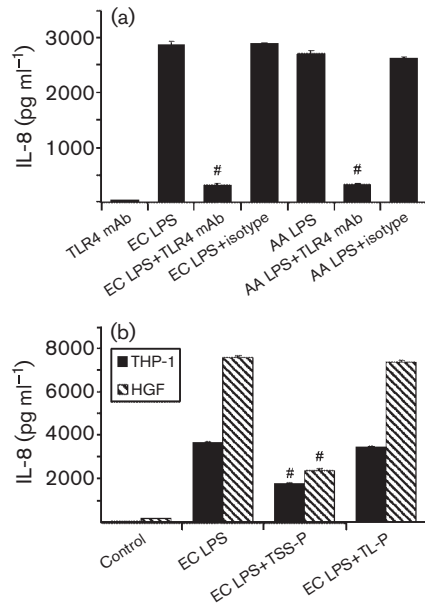 (a)
3000
2000
1000
IL-8 (pg ml⁻¹)
#
#
TLR4 mAb
EC LPS
EC LPS+TLR4 mAb
EC LPS+isotype
AA LPS
AA LPS+TLR4 mAb
AA LPS+isotype
(b)
8000
6000
4000
2000
IL-8 (pg ml⁻¹)
THP-1
HGF
#
#
Control
EC LPS
EC LPS+TSS-P
EC LPS+TL-P